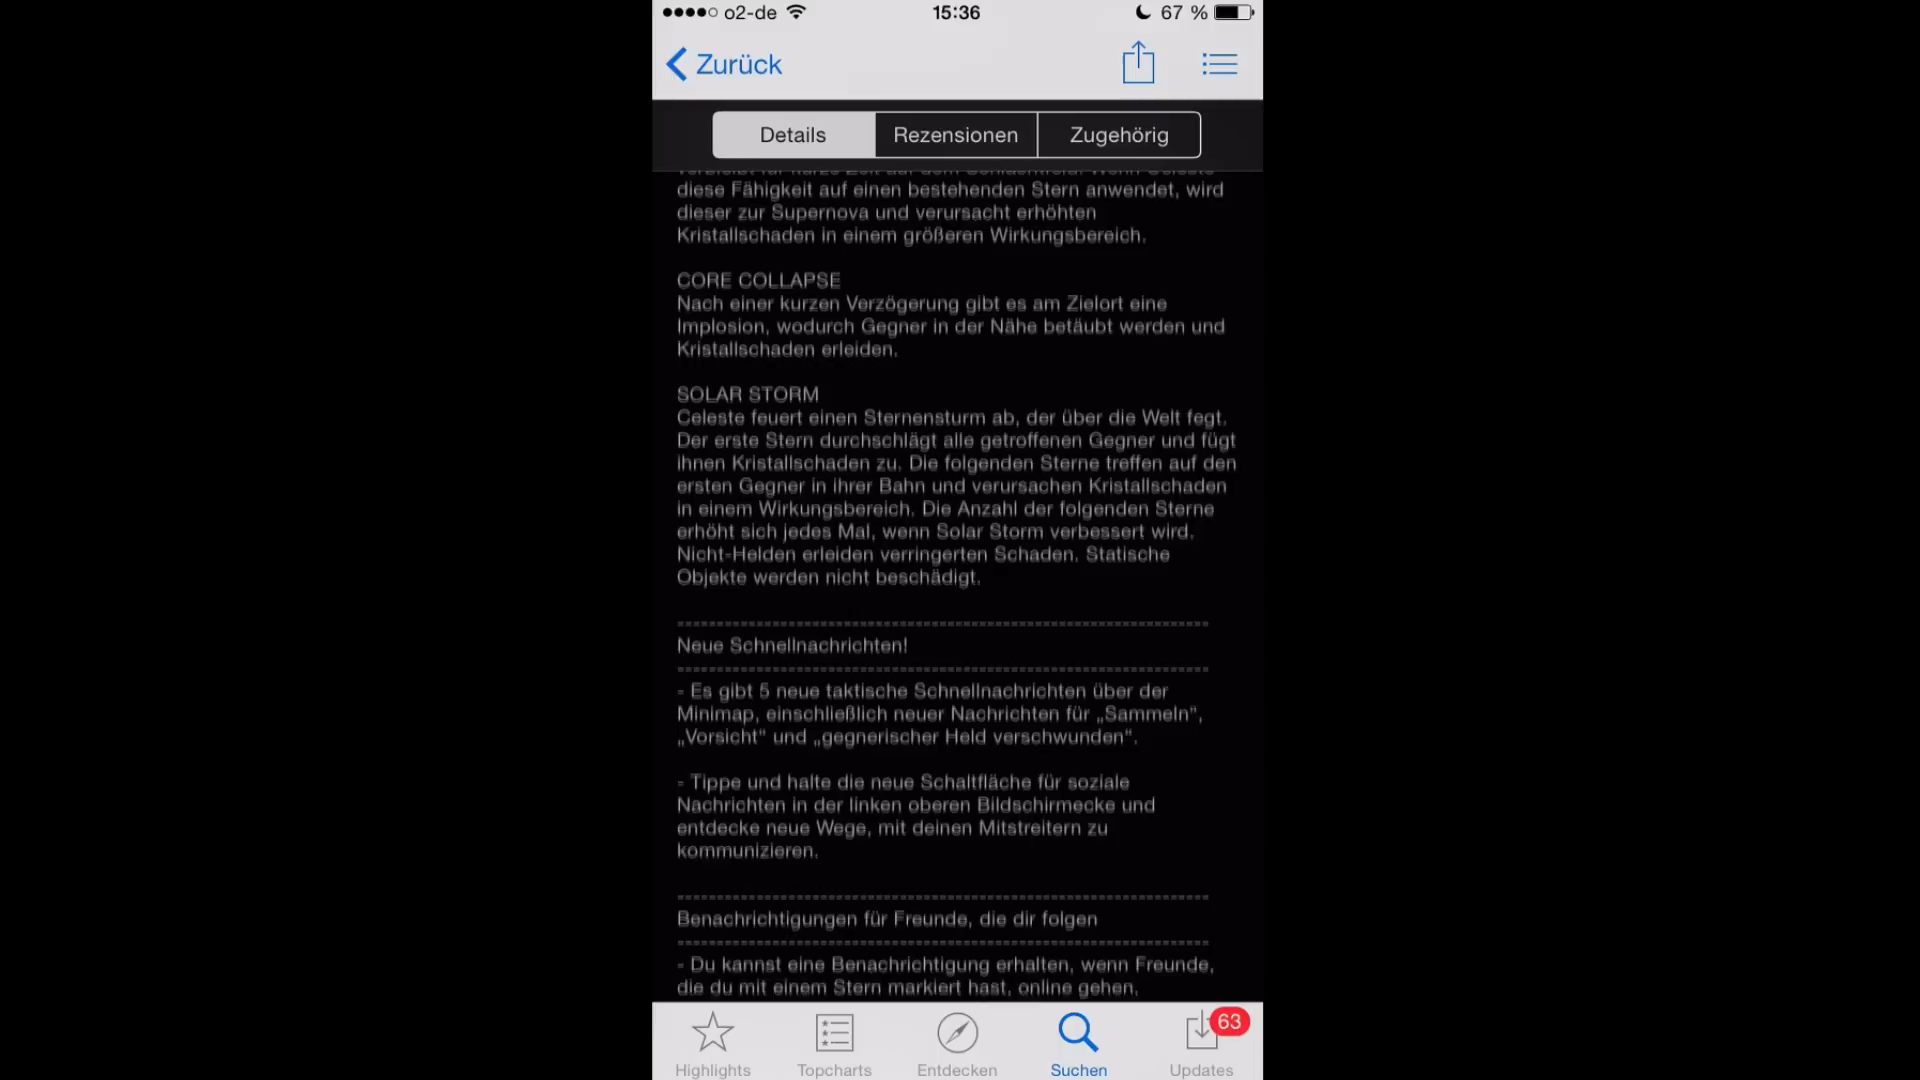 o2-de
15:36
67 %
Zurück
Details
Rezensionen
Zugehörig
diese Fähigkeit auf einen bestehenden Stern anwendet, wird
dieser zur Supernova und verursacht erhöhten
Kristallschaden in einem größeren Wirkungsbereich.
CORE COLLAPSE
Nach einer kurzen Verzögerung gibt es am Zielort eine
Implosion, wodurch Gegner in der Nähe betäubt werden und
Kristallschaden erleiden.
SOLAR STORM
Celeste feuert einen Sternensturm ab, der über die Welt fegt.
Der erste Stern durchschlägt alle getroffenen Gegner und fügt
ihnen Kristallschaden zu. Die folgenden Sterne treffen auf den
ersten Gegner in ihrer Bahn und verursachen Kristallschaden
in einem Wirkungsbereich. Die Anzahl der folgenden Sterne
erhöht sich jedes Mal, wenn Solar Storm verbessert wird.
Nicht-Helden erleiden verringerten Schaden. Statische
Objekte werden nicht beschädigt.
Neue Schnellnachrichten!
- Es gibt 5 neue taktische Schnellnachrichten über der
Minimap, einschließlich neuer Nachrichten für „Sammeln“,
„Vorsicht“ und „gegnerischer Held verschwunden“.
- Tippe und halte die neue Schaltfläche für soziale
Nachrichten in der linken oberen Bildschirmecke und
entdecke neue Wege, mit deinen Mitstreitern zu
kommunizieren.
Benachrichtigungen für Freunde, die dir folgen
- Du kannst eine Benachrichtigung erhalten, wenn Freunde,
die du mit einem Stern markiert hast, online gehen.
63
Highlights
Topcharts
Entdecken
Suchen
Updates